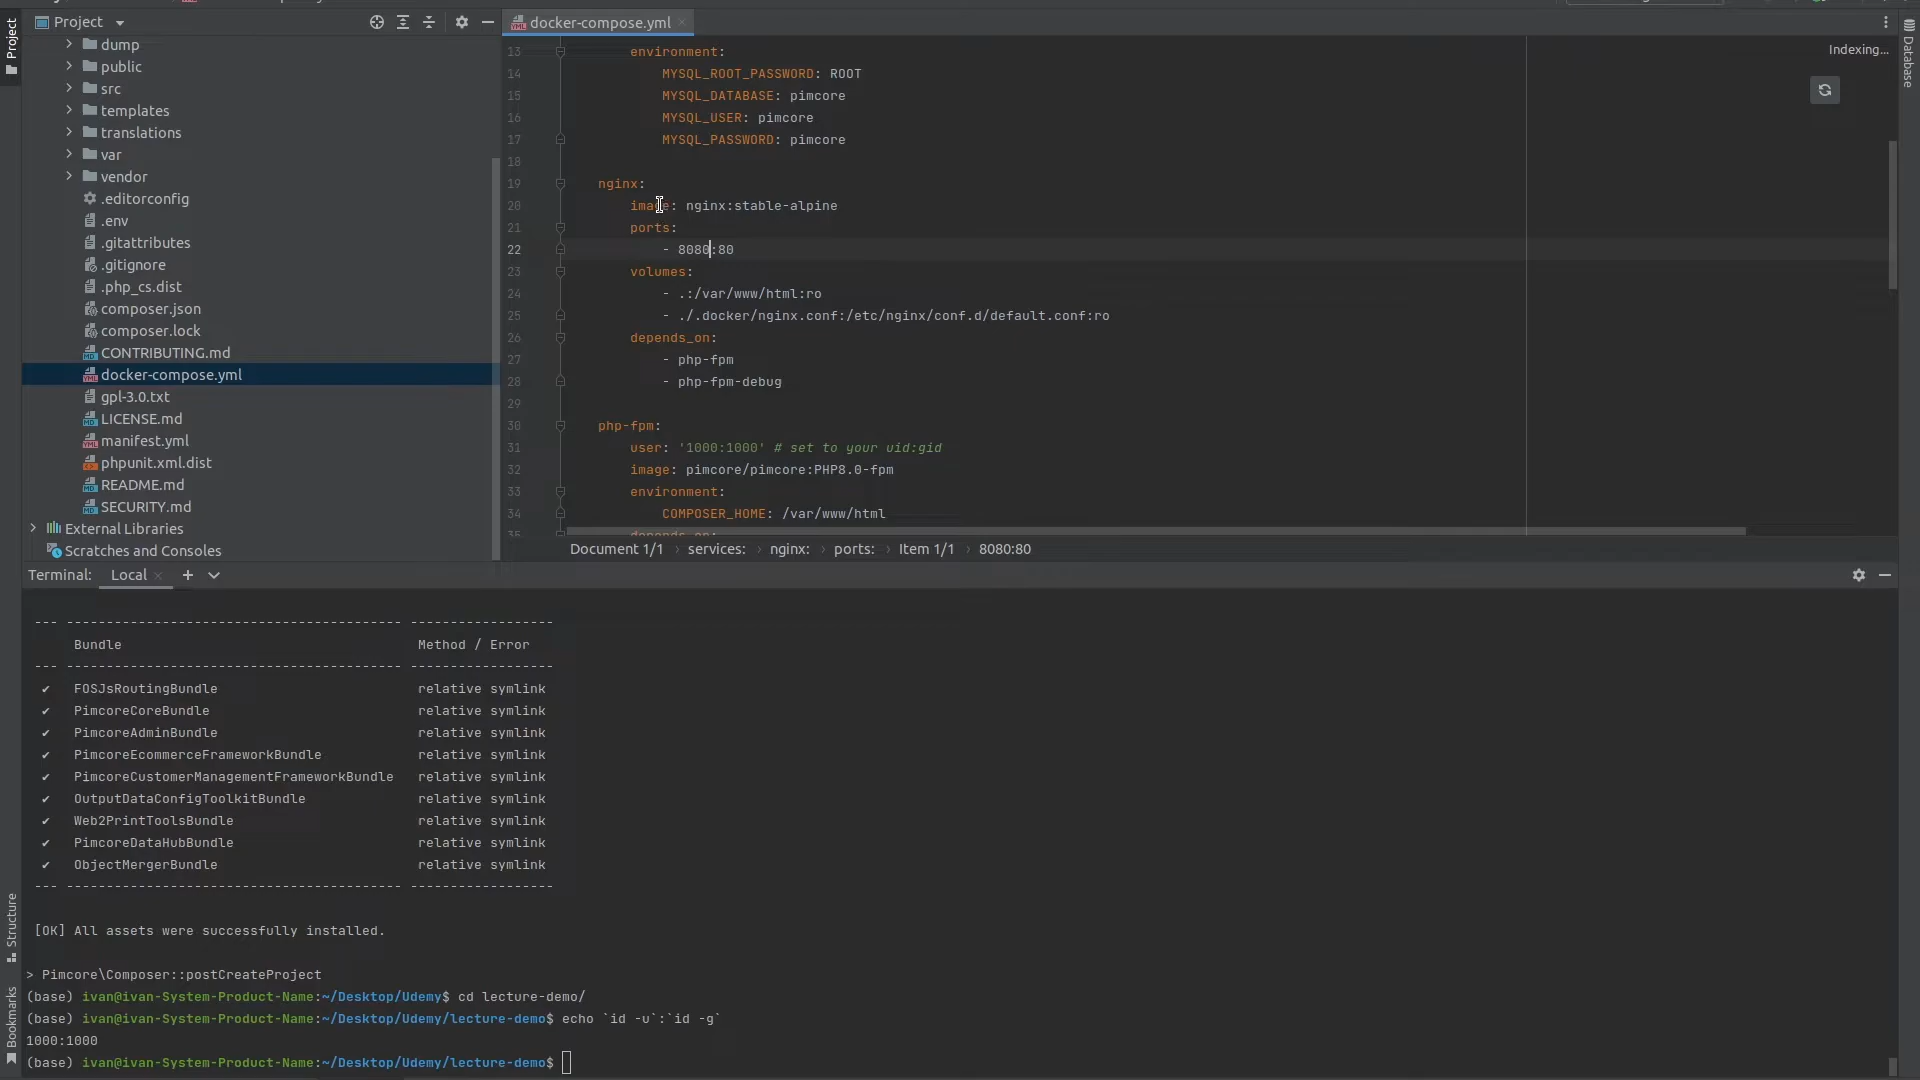 Project
dump
public
src
templates
translations
var
vendor
.editorconfig
.env
.gitattributes
.gitignore
.php_cs.dist
composer.json
composer.lock
CONTRIBUTING.md
docker-compose.yml
gpl-3.0.txt
LICENSE.md
manifest.yml
phpunit.xml.dist
README.md
SECURITY.md
External Libraries
Scratches and Consoles
Project
Structure
Bookmarks
docker-compose.yml
Indexing...
Database
13 environment:
14 MYSQL_ROOT_PASSWORD: ROOT
15 MYSQL_DATABASE: pimcore
16 MYSQL_USER: pimcore
17 MYSQL_PASSWORD: pimcore
18
19 nginx:
20 image: nginx:stable-alpine
21 ports:
22 - 8080:80
23 volumes:
24 - .:/var/www/html:ro
25 - ./.docker/nginx.conf:/etc/nginx/conf.d/default.conf:ro
26 depends_on:
27 - php-fpm
28 - php-fpm-debug
29
30 php-fpm:
31 user: '1000:1000' # set to your uid:gid
32 image: pimcore/pimcore:PHP8.0-fpm
33 environment:
34 COMPOSER_HOME: /var/www/html
35 depends_on:
Document 1/1 › services: › nginx: › ports: › Item 1/1 › 8080:80
Terminal: Local
--- ------------------------------------------ ------------------
Bundle Method / Error
--- ------------------------------------------ ------------------
✔ FOSJsRoutingBundle relative symlink
✔ PimcoreCoreBundle relative symlink
✔ PimcoreAdminBundle relative symlink
✔ PimcoreEcommerceFrameworkBundle relative symlink
✔ PimcoreCustomerManagementFrameworkBundle relative symlink
✔ OutputDataConfigToolkitBundle relative symlink
✔ Web2PrintToolsBundle relative symlink
✔ PimcoreDataHubBundle relative symlink
✔ ObjectMergerBundle relative symlink
--- ------------------------------------------ ------------------
[OK] All assets were successfully installed.
> Pimcore\Composer::postCreateProject
(base) ivan@ivan-System-Product-Name:~/Desktop/Udemy$ cd lecture-demo/
(base) ivan@ivan-System-Product-Name:~/Desktop/Udemy/lecture-demo$ echo `id -u`:`id -g`
1000:1000
(base) ivan@ivan-System-Product-Name:~/Desktop/Udemy/lecture-demo$